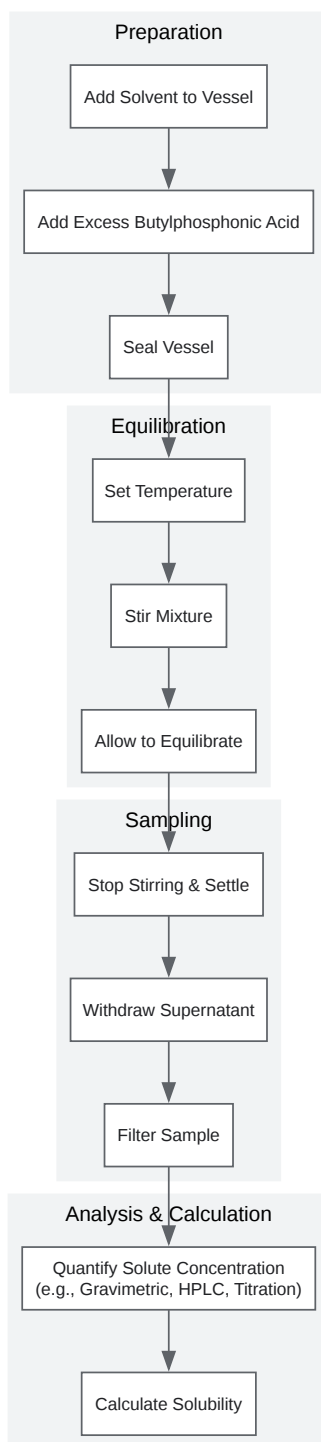 Preparation
Add Solvent to Vessel
Add Excess Butylphosphonic Acid
Seal Vessel
Equilibration
Set Temperature
Stir Mixture
Allow to Equilibrate
Sampling
Stop Stirring & Settle
Withdraw Supernatant
Filter Sample
Analysis & Calculation
Quantify Solute Concentration
(e.g., Gravimetric, HPLC, Titration)
Calculate Solubility